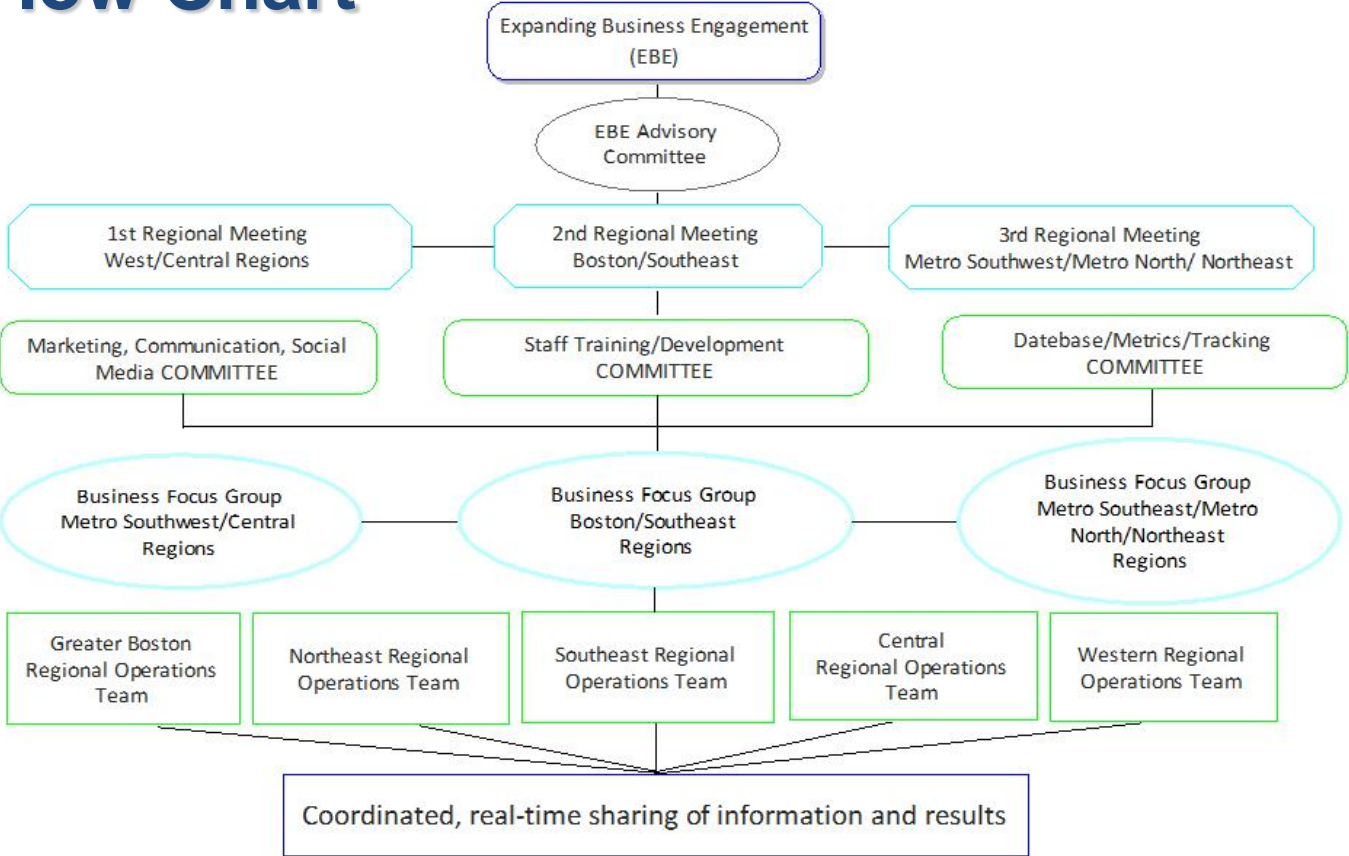 low Chart
Expanding Business Engagement
(EBE)
EBE Advisory
Committee
1st Regional Meeting
West/Central Regions
2nd Regional Meeting
Boston/Southeast
3rd Regional Meeting
Metro Southwest/Metro North/ Northeast
Marketing, Communication, Social
Media COMMITTEE
Staff Training/Development
COMMITTEE
Datebase/Metrics/Tracking
COMMITTEE
Business Focus Group
Metro Southwest/Central
Regions
Business Focus Group
Boston/Southeast
Regions
Business Focus Group
Metro Southeast/Metro
North/Northeast
Regions
Greater Boston
Regional Operations
Team
Northeast Regional
Operations Team
Southeast Regional
Operations Team
Central
Regional Operations
Team
Western Regional
Operations Team
Coordinated, real-time sharing of information and results